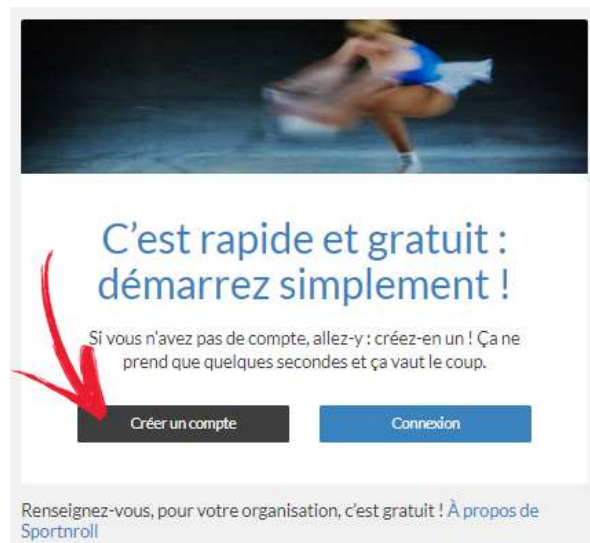 C'est rapide et gratuit :
démarrez simplement !
Si vous n'avez pas de compte, allez-y : créez-en un ! Ça ne
prend que quelques secondes et ça vaut le coup.
Créer un compte
Connexion
Renseignez-vous, pour votre organisation, c'est gratuit ! À propos de
Sportnroll